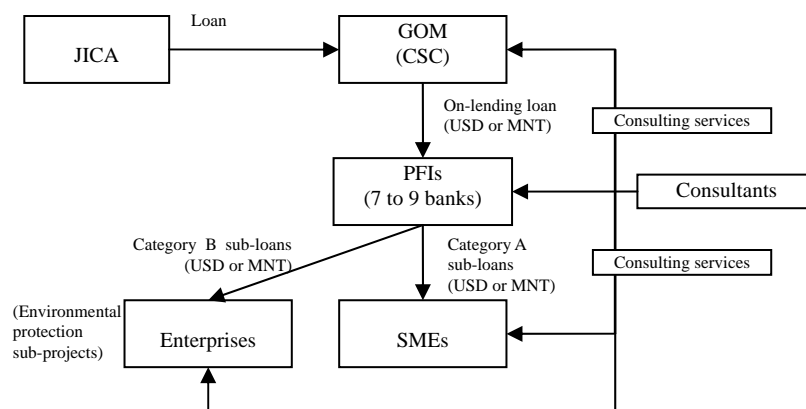 Loan
JICA
GOM
(CSC)
On-lending loan
(USD or MNT)
Consulting services
PFIs
(7 to 9 banks)
Consultants
Category B sub-loans
(USD or MNT)
Category A
sub-loans
(USD or MNT)
Consulting services
(Environmental
protection
sub-projects)
Enterprises
SMEs